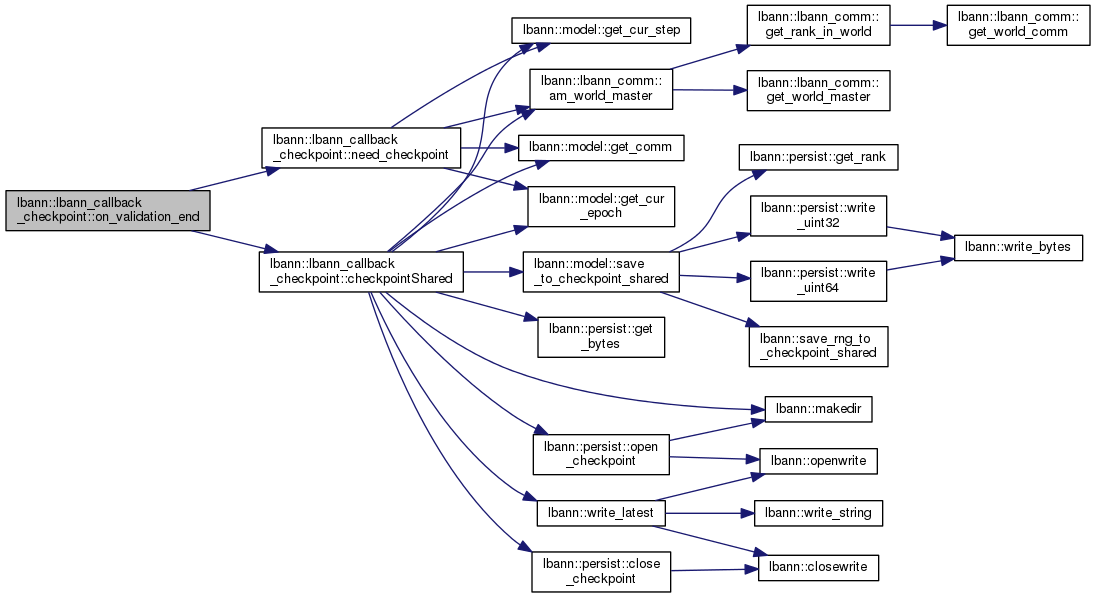 lbann::lbann_callback
_checkpoint::on_validation_end
lbann::lbann_callback
_checkpoint::need_checkpoint
lbann::lbann_callback
_checkpoint::checkpointShared
lbann::model::get_cur_step
lbann::lbann_comm::
am_world_master
lbann::model::get_comm
lbann::model::get_cur
_epoch
lbann::model::save
_to_checkpoint_shared
lbann::persist::get
_bytes
lbann::persist::open
_checkpoint
lbann::write_latest
lbann::persist::close
_checkpoint
lbann::lbann_comm::
get_rank_in_world
lbann::lbann_comm::
get_world_master
lbann::persist::get_rank
lbann::persist::write
_uint32
lbann::persist::write
_uint64
lbann::save_rng_to
_checkpoint_shared
lbann::makedir
lbann::openwrite
lbann::write_string
lbann::closewrite
lbann::lbann_comm::
get_world_comm
lbann::write_bytes